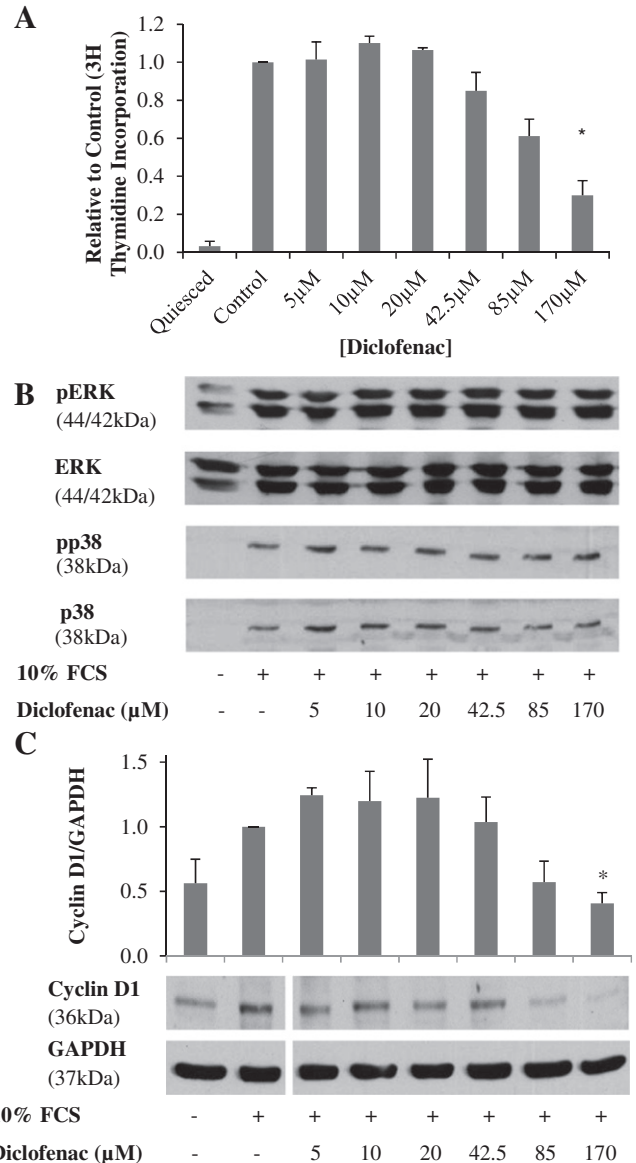 A
Relative to Control (3H
Thymidine Incorporation)
1.2
1.0
0.8
0.6
0.4
0.2
0.0
*
Quiesced Control 5μM 10μM 20μM 42.5μM 85μM 170μM
[Diclofenac]
B
pERK
(44/42kDa)
ERK
(44/42kDa)
pp38
(38kDa)
p38
(38kDa)
10% FCS - + + + + + + +
Diclofenac (μM) - - 5 10 20 42.5 85 170
C
Cyclin D1/GAPDH
1.5
1.0
0.5
0.0
*
Cyclin D1
(36kDa)
GAPDH
(37kDa)
0% FCS - + + + + + + +
Diclofenac (μM) - - 5 10 20 42.5 85 170